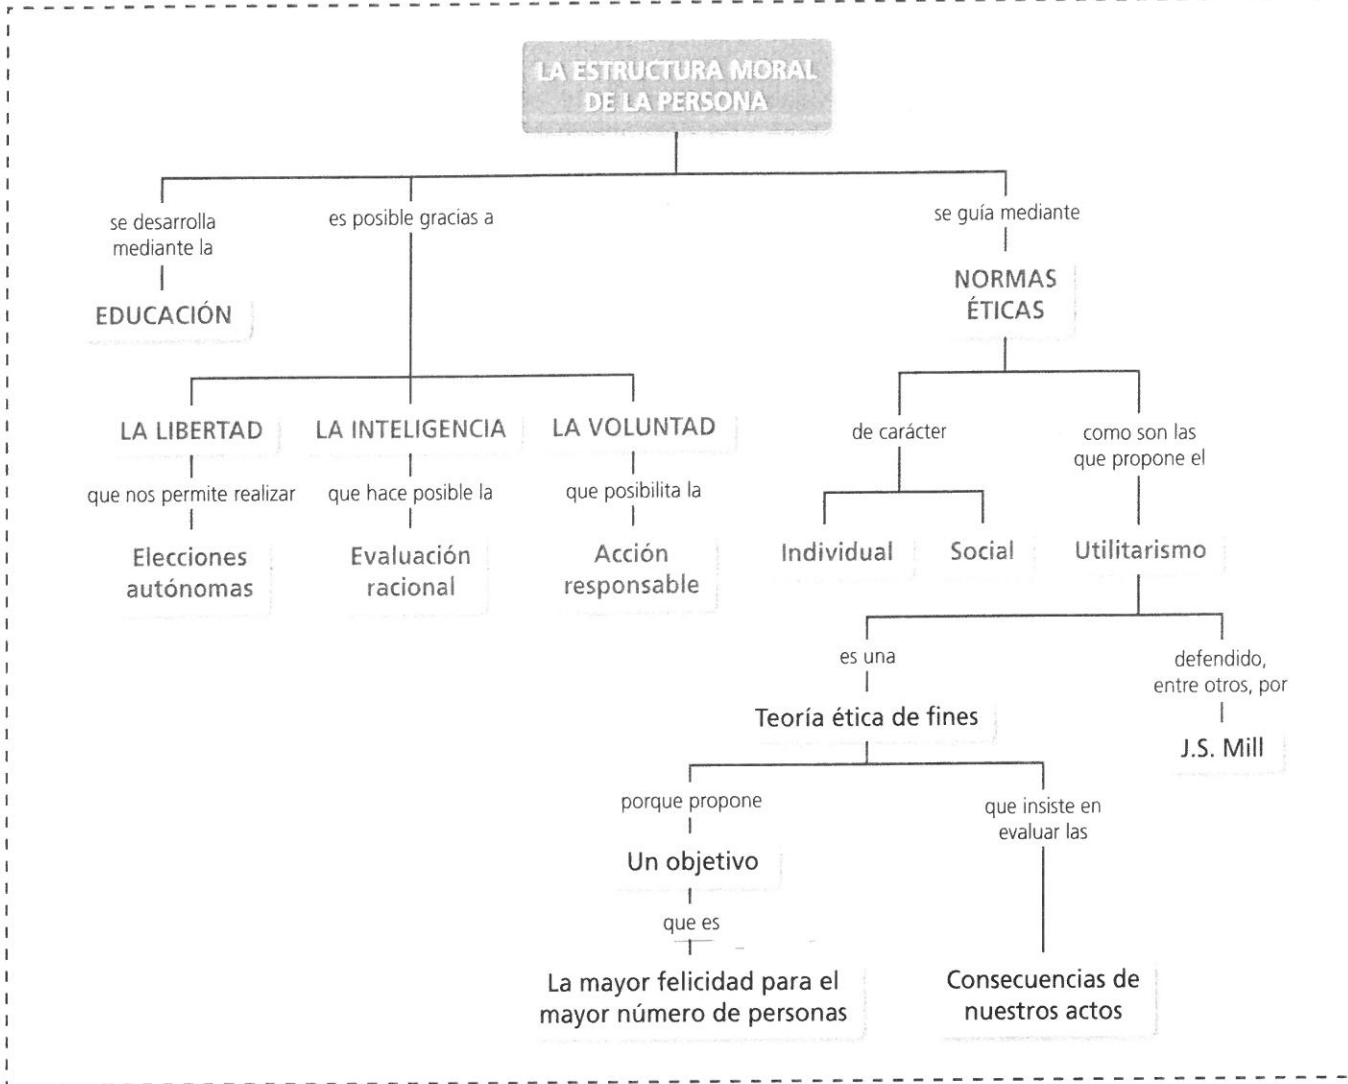 LA ESTRUCTURA MORAL
DE LA PERSONA
se desarrolla
mediante la
EDUCACIÓN
es posible gracias a
LA LIBERTAD
que nos permite realizar
Elecciones
autónomas
LA INTELIGENCIA
que hace posible la
Evaluación
racional
LA VOLUNTAD
que posibilita la
Acción
responsable
se guía mediante
NORMAS
ÉTICAS
de carácter
Individual
Social
como son las
que propone el
Utilitarismo
es una
Teoría ética de fines
porque propone
Un objetivo
que es
La mayor felicidad para el
mayor número de personas
que insiste en
evaluar las
Consecuencias de
nuestros actos
defendido,
entre otros, por
J.S. Mill